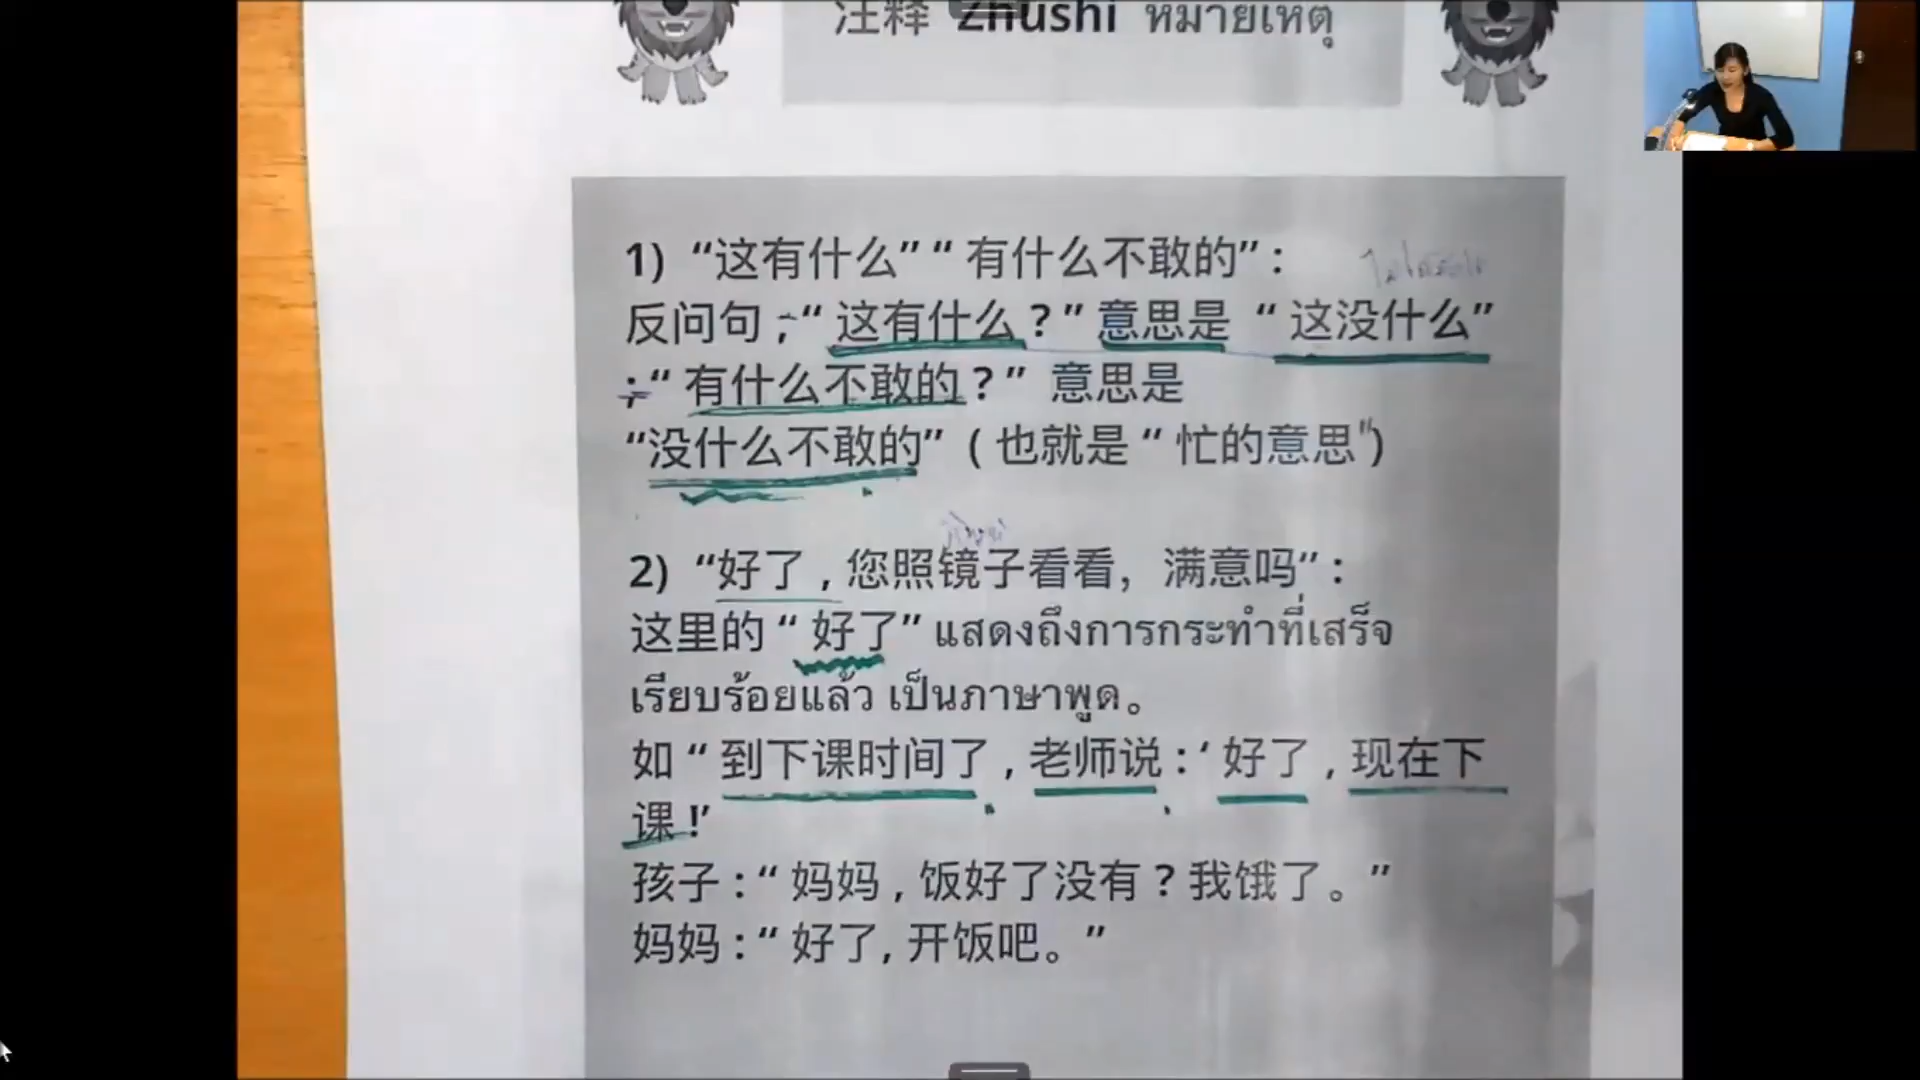 注释 Zhushi หมายเหตุ
1) “这有什么” “ 有什么不敢的” :
反问句 ; “ 这有什么 ? ” 意思是 “ 这没什么”
; “ 有什么不敢的 ? ” 意思是
“没什么不敢的” ( 也就是 “ 忙的意思” )
2) “好了 , 您照镜子看看，满意吗” :
这里的 “ 好了” แสดงถึงการกระทำที่เสร็จ
เรียบร้อยแล้ว เป็นภาษาพูด。
如 “ 到下课时间了 , 老师说 : ‘ 好了 , 现在下
课 !’
孩子 : “ 妈妈 , 饭好了没有 ? 我饿了。”
妈妈 : “ 好了, 开饭吧。”